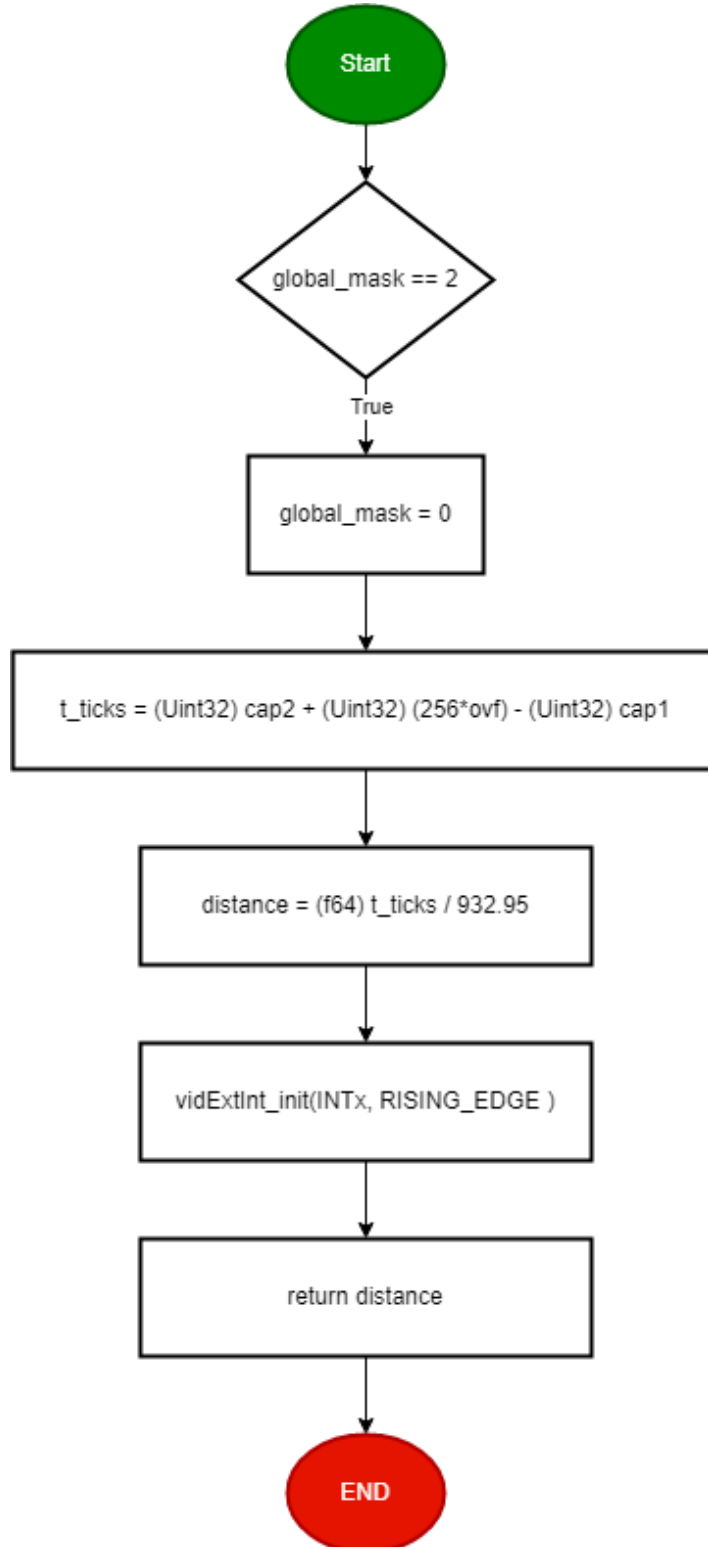 Start
global_mask == 2
True
global_mask = 0
t_ticks = (Uint32) cap2 + (Uint32) (256*ovf) - (Uint32) cap1
distance = (f64) t_ticks / 932.95
vidExtInt_init(INTx, RISING_EDGE )
return distance
END